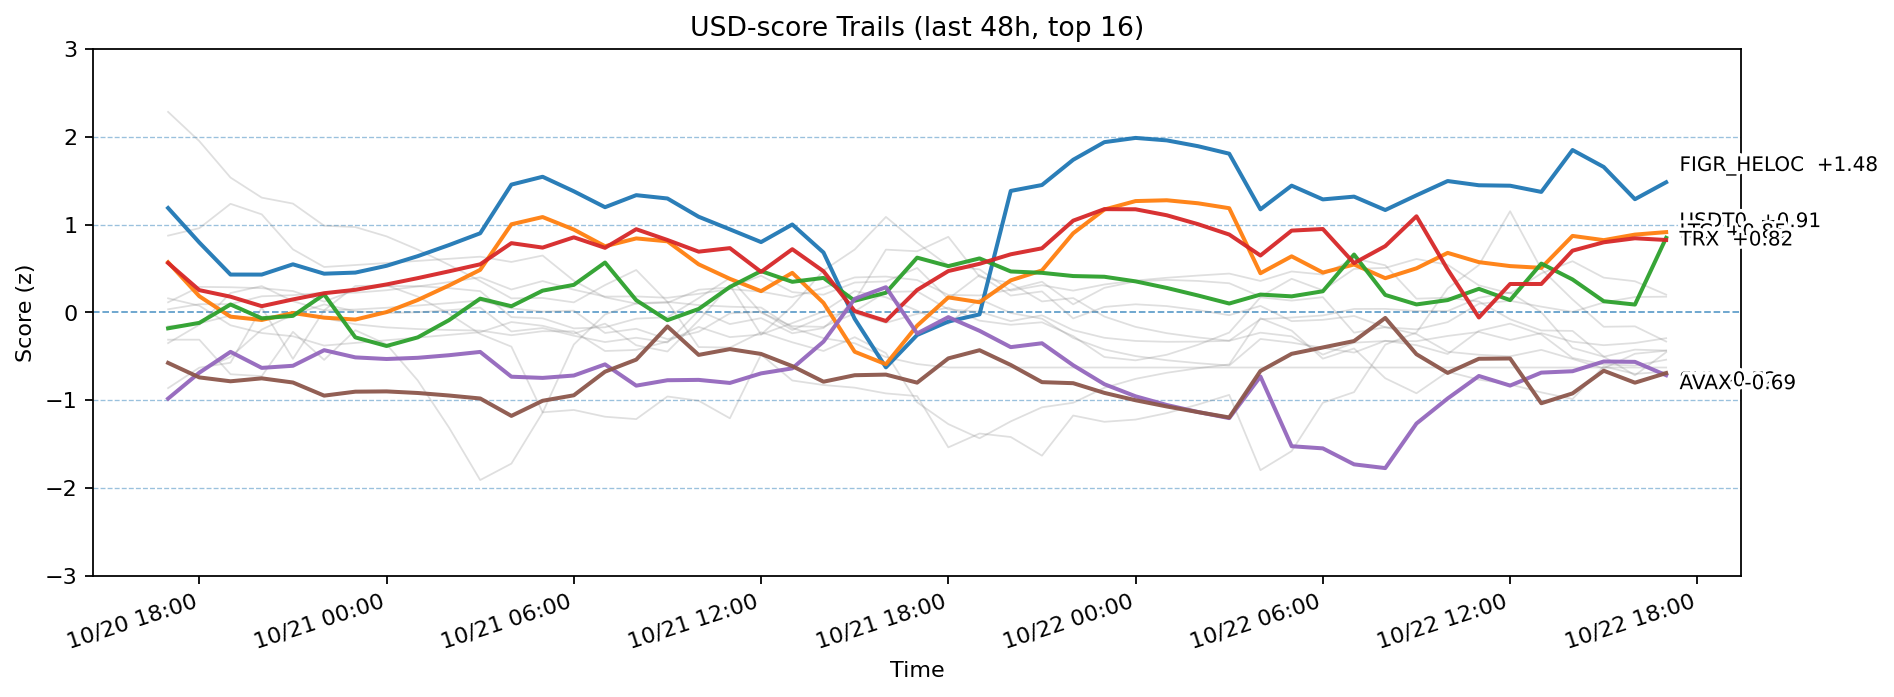 USD-score Trails (last 48h, top 16)
3
2
1
0
−1
−2
−3
Score (z)
FIGR_HELOC +1.48
USDT0 +0.91
TRX +0.82
AVAX -0.69
10/20 18:00
10/21 00:00
10/21 06:00
10/21 12:00
10/21 18:00
10/22 00:00
10/22 06:00
10/22 12:00
10/22 18:00
Time